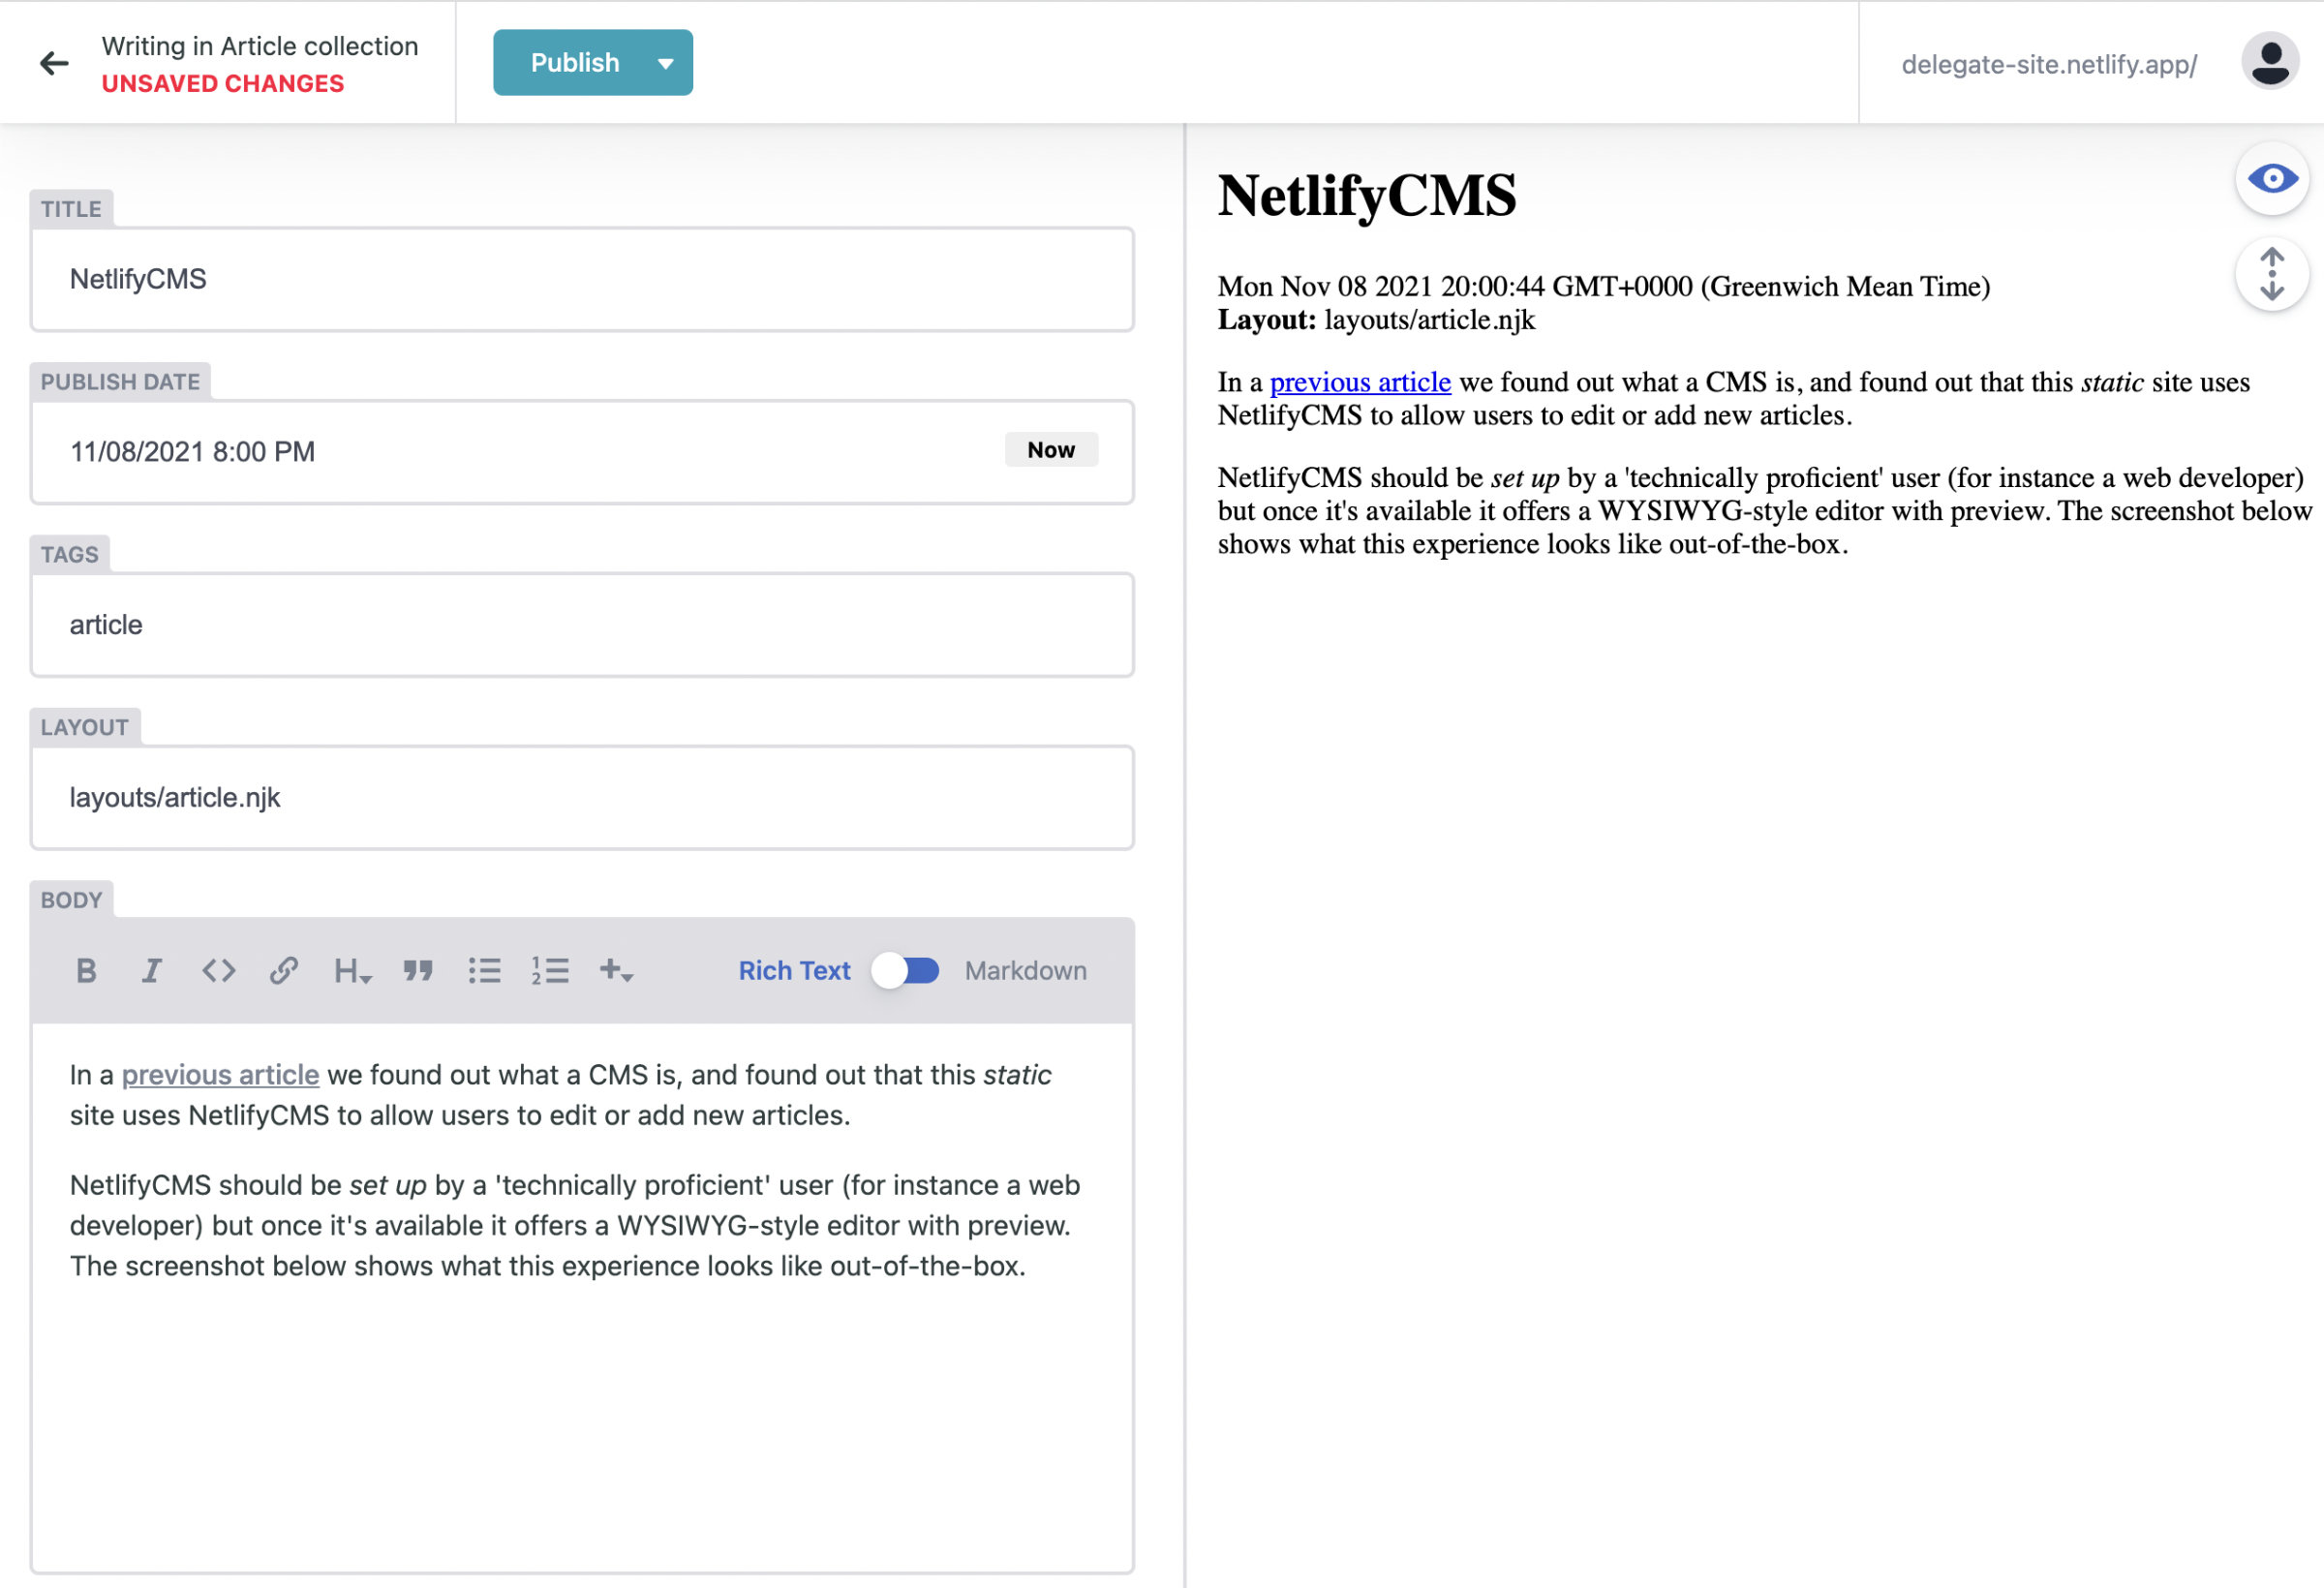 Writing in Article collection
UNSAVED CHANGES
Publish
delegate-site.netlify.app/
TITLE
NetlifyCMS
PUBLISH DATE
11/08/2021 8:00 PM
Now
TAGS
article
LAYOUT
layouts/article.njk
BODY
Rich Text
Markdown
In a previous article we found out what a CMS is, and found out that this static
site uses NetlifyCMS to allow users to edit or add new articles.
NetlifyCMS should be set up by a 'technically proficient' user (for instance a web
developer) but once it's available it offers a WYSIWYG-style editor with preview.
The screenshot below shows what this experience looks like out-of-the-box.
NetlifyCMS
Mon Nov 08 2021 20:00:44 GMT+0000 (Greenwich Mean Time)
Layout: layouts/article.njk
In a previous article we found out what a CMS is, and found out that this static site uses
NetlifyCMS to allow users to edit or add new articles.
NetlifyCMS should be set up by a 'technically proficient' user (for instance a web developer)
but once it's available it offers a WYSIWYG-style editor with preview. The screenshot below
shows what this experience looks like out-of-the-box.